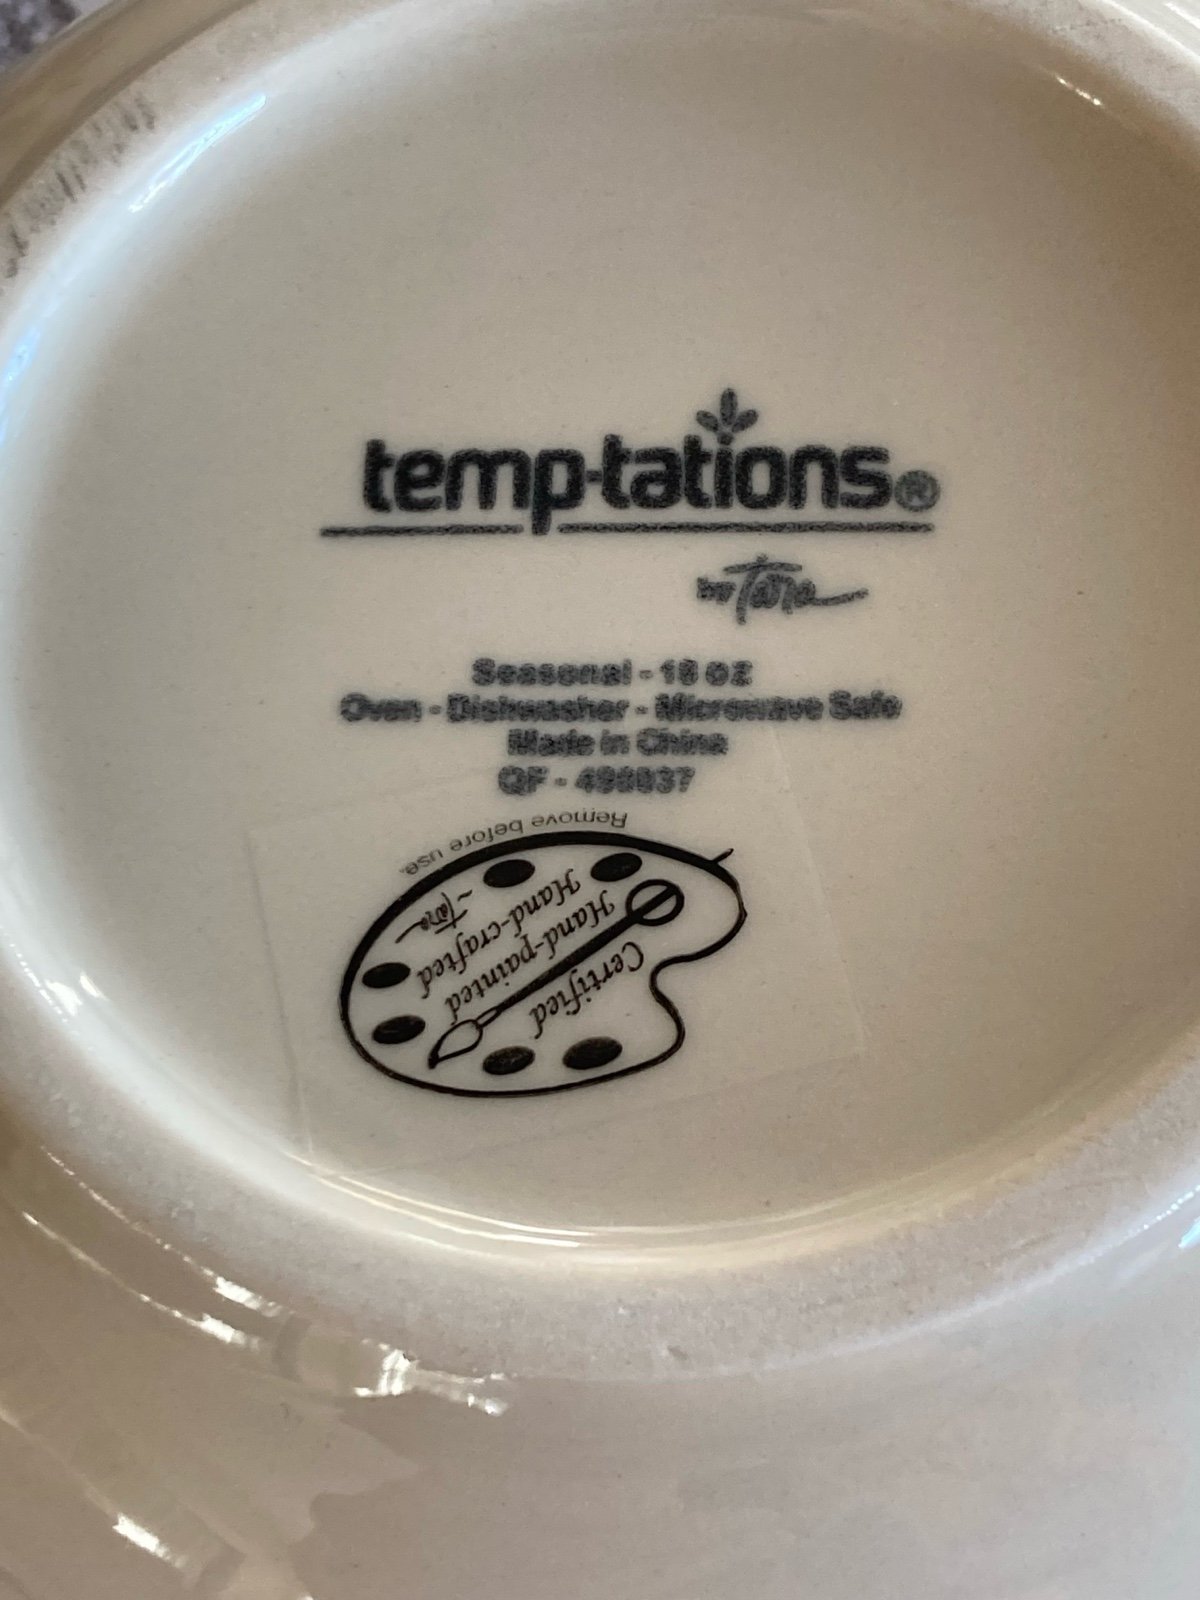 temp-tations®
by Tara
Seasonal - 18 oz
Oven - Dishwasher - Microwave Safe
Made in China
QF -
Remove before use.
Certified
Hand-painted
Hand-crafted
~Tara